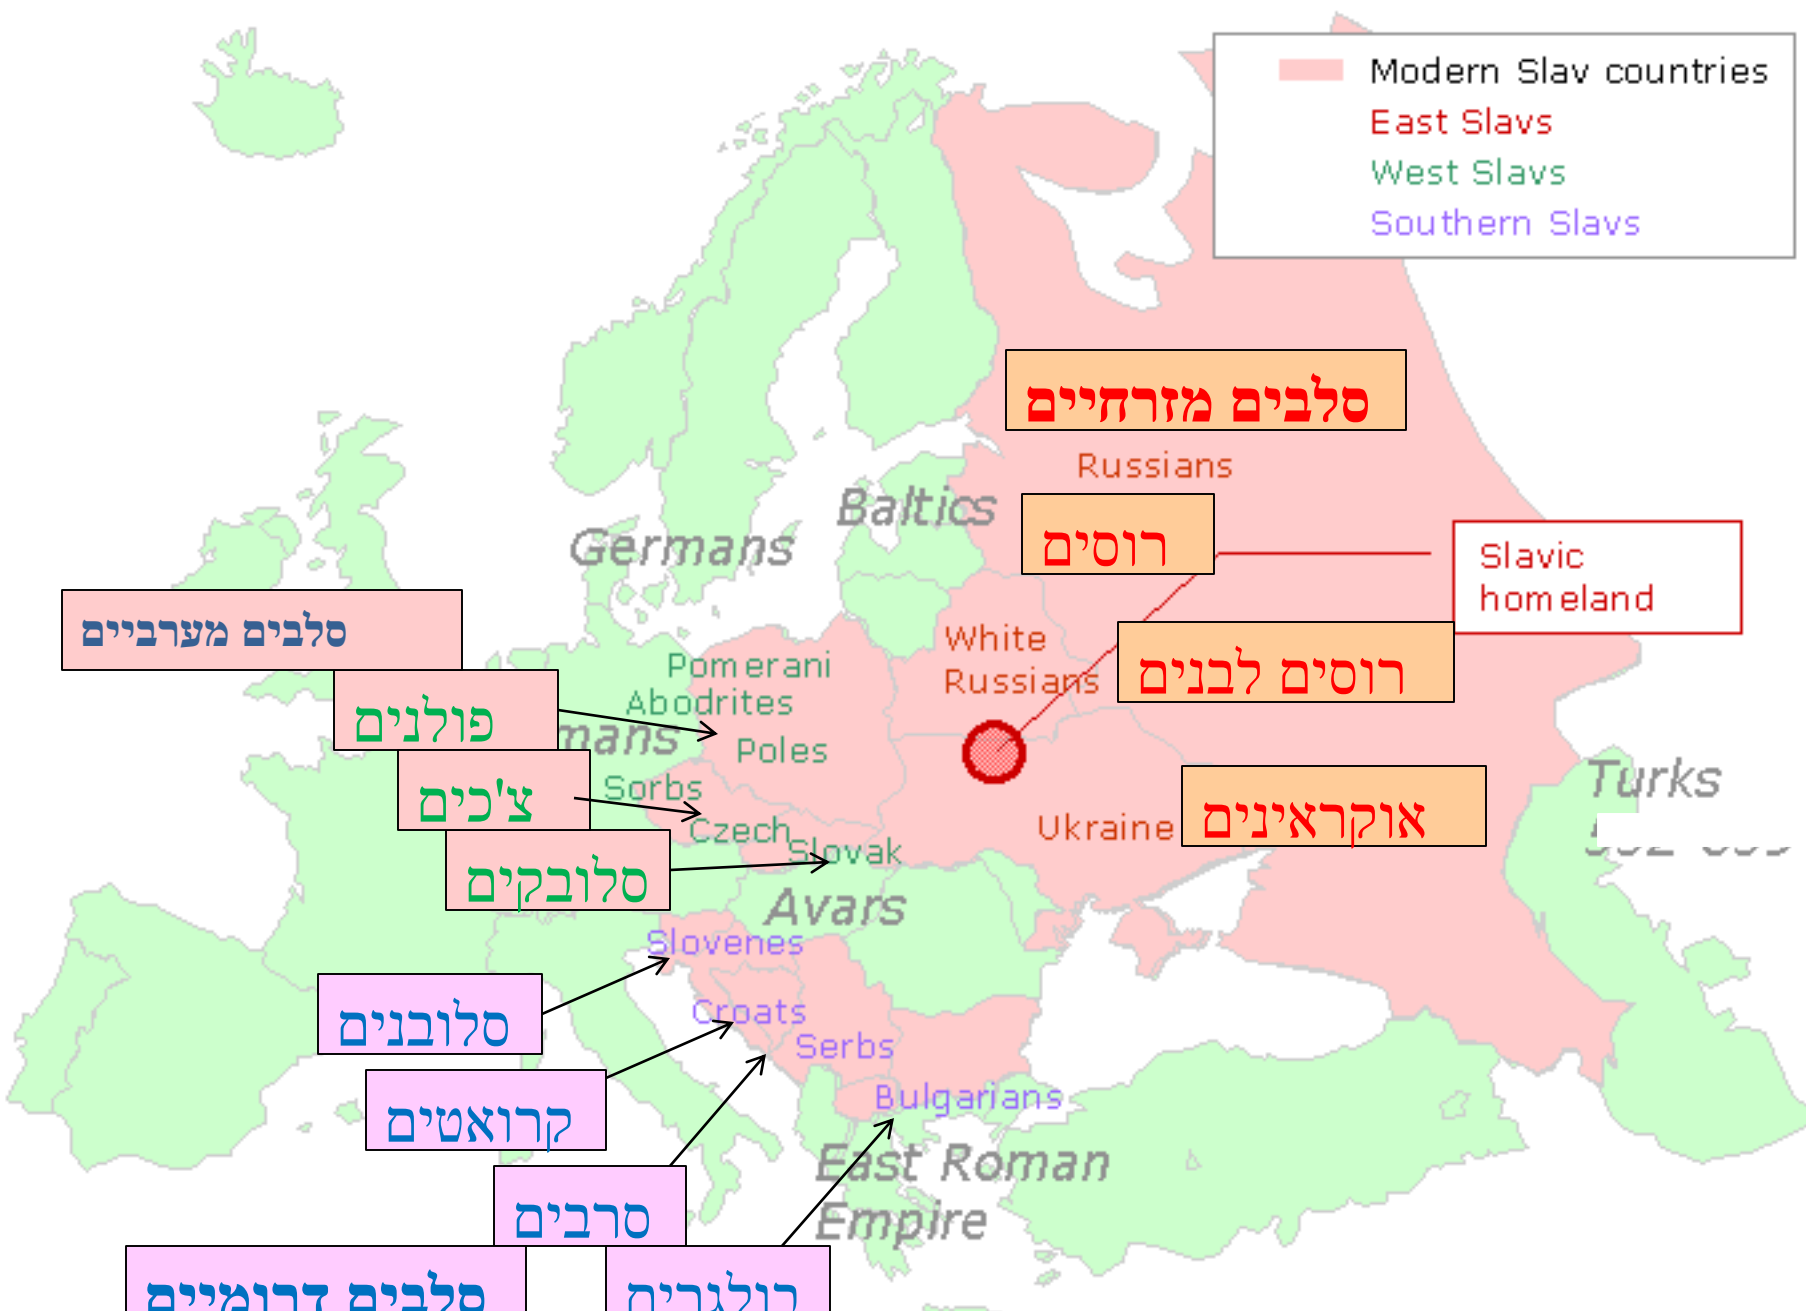 Modern Slav countries
East Slavs
West Slavs
Southern Slavs
סלבים מזרחיים
Russians
Baltics
רוסים
Germans
Slavic
homeland
סלבים מערביים
White
Russians
רוסים לבנים
Pomerani
Abodrites
פולנים
mans
Poles
Turks
Sorbs
צ'כים
Czech
Slovak
Ukraine
אוקראינים
סלובקים
Avars
Slovenes
סלובנים
Croats
Serbs
קרואטים
Bulgarians
East Roman
Empire
סרבים
סלבים דרומיים